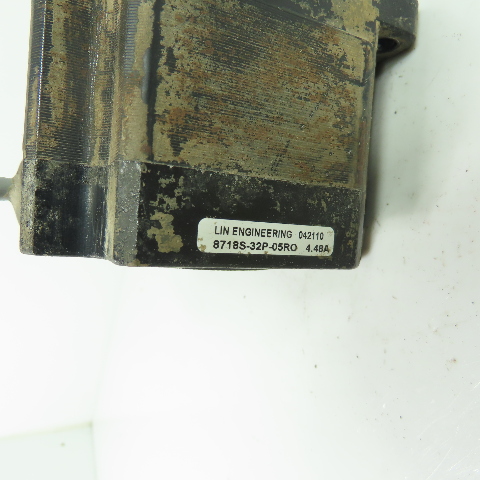 LIN ENGINEERING 042110
8718S-32P-05RO 4.48A